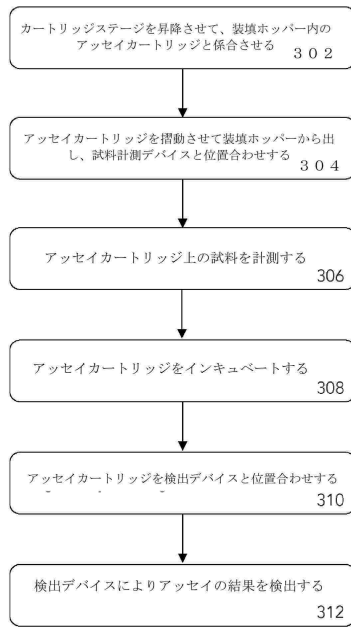 カートリッジステージを昇降させて、装填ホッパー内の
アッセイカートリッジと係合させる
302
アッセイカートリッジを摺動させて装填ホッパーから出
し、試料計測デバイスと位置合わせする
304
アッセイカートリッジ上の試料を計測する
306
アッセイカートリッジをインキュベートする
308
アッセイカートリッジを検出デバイスと位置合わせする
310
検出デバイスによりアッセイの結果を検出する
312